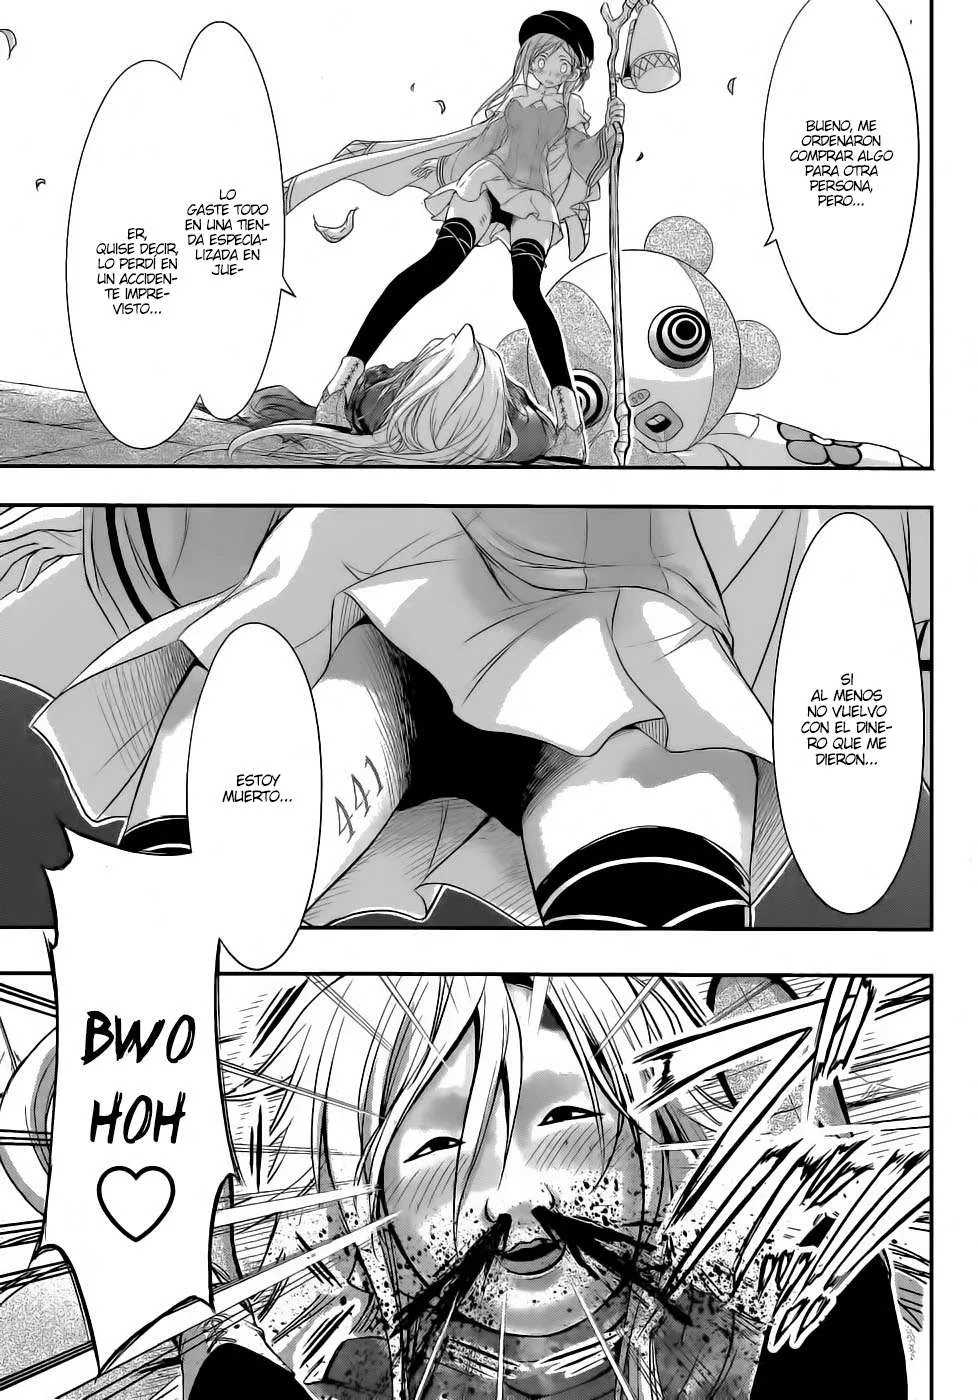 BUENO, ME
ORDENARON
COMPRAR ALGO
PARA OTRA
PERSONA,
PERO...
LO
GASTE TODO
EN UNA TIEN-
DA ESPECIA-
LIZADA EN
JUE-
ER,
QUISE DECIR,
LO PERDÍ EN
UN ACCIDEN-
TE IMPRE-
VISTO...
SI
AL MENOS
NO VUELVO
CON EL DINE-
RO QUE ME
DIERON...
ESTOY
MUERTO...
441
BWO
HOH
♡